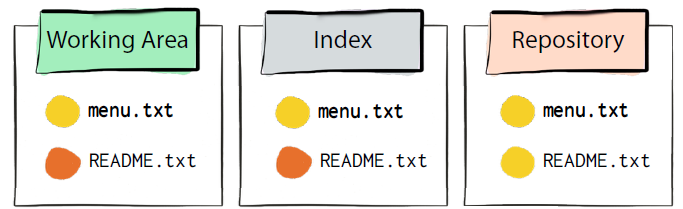 Working Area
menu.txt
README.txt
Index
menu.txt
README.txt
Repository
menu.txt
README.txt